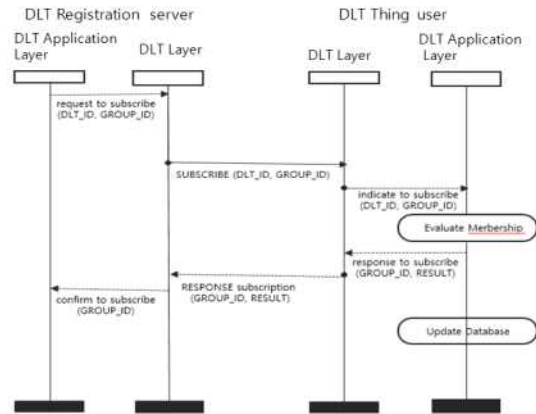 DLT Registration server
DLT Thing user
DLT Application
Layer
DLT Layer
DLT Layer
DLT Application
Layer
request to subscribe
(DLT_ID, GROUP_ID)
SUBSCRIBE (DLT_ID, GROUP_ID)
indicate to subscribe
(DLT_ID, GROUP_ID)
Evaluate Merbership
response to subscribe
(GROUP_ID, RESULT)
RESPONSE subscription
(GROUP_ID, RESULT)
confirm to subscribe
(GROUP_ID)
Update Database